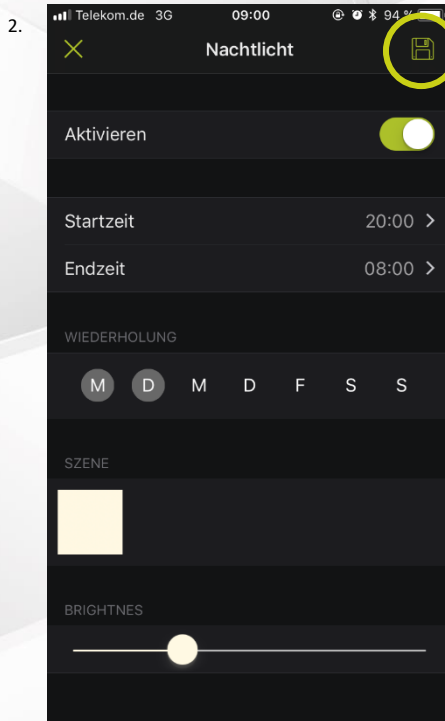 2.
Telekom.de 3G 09:00 94 %
Nachtlicht
Aktivieren
Startzeit 20:00
Endzeit 08:00
WIEDERHOLUNG
M D M D F S S
SZENE
BRIGHTNES